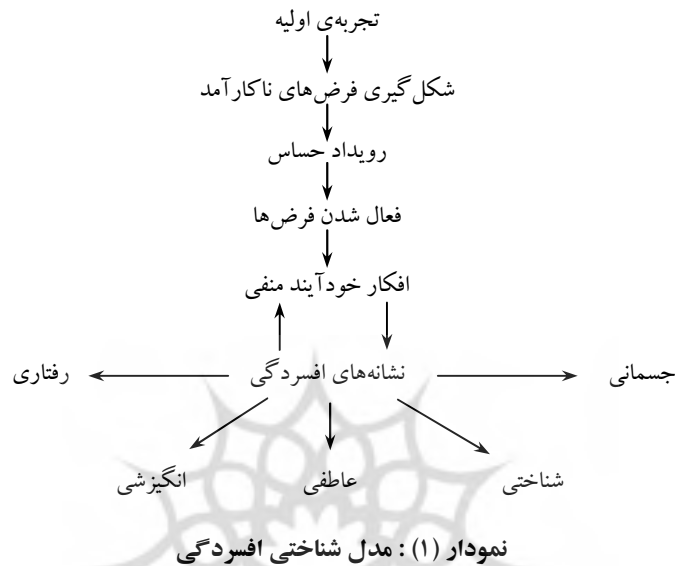 تجربه‌ی اولیه
شکل‌گیری فرض‌های ناکارآمد
رویداد حساس
فعال شدن فرض‌ها
افکار خودآیند منفی
جسمانی نشانه‌های افسردگی رفتاری
شناختی عاطفی انگیزشی
نمودار (۱) : مدل شناختی افسردگی